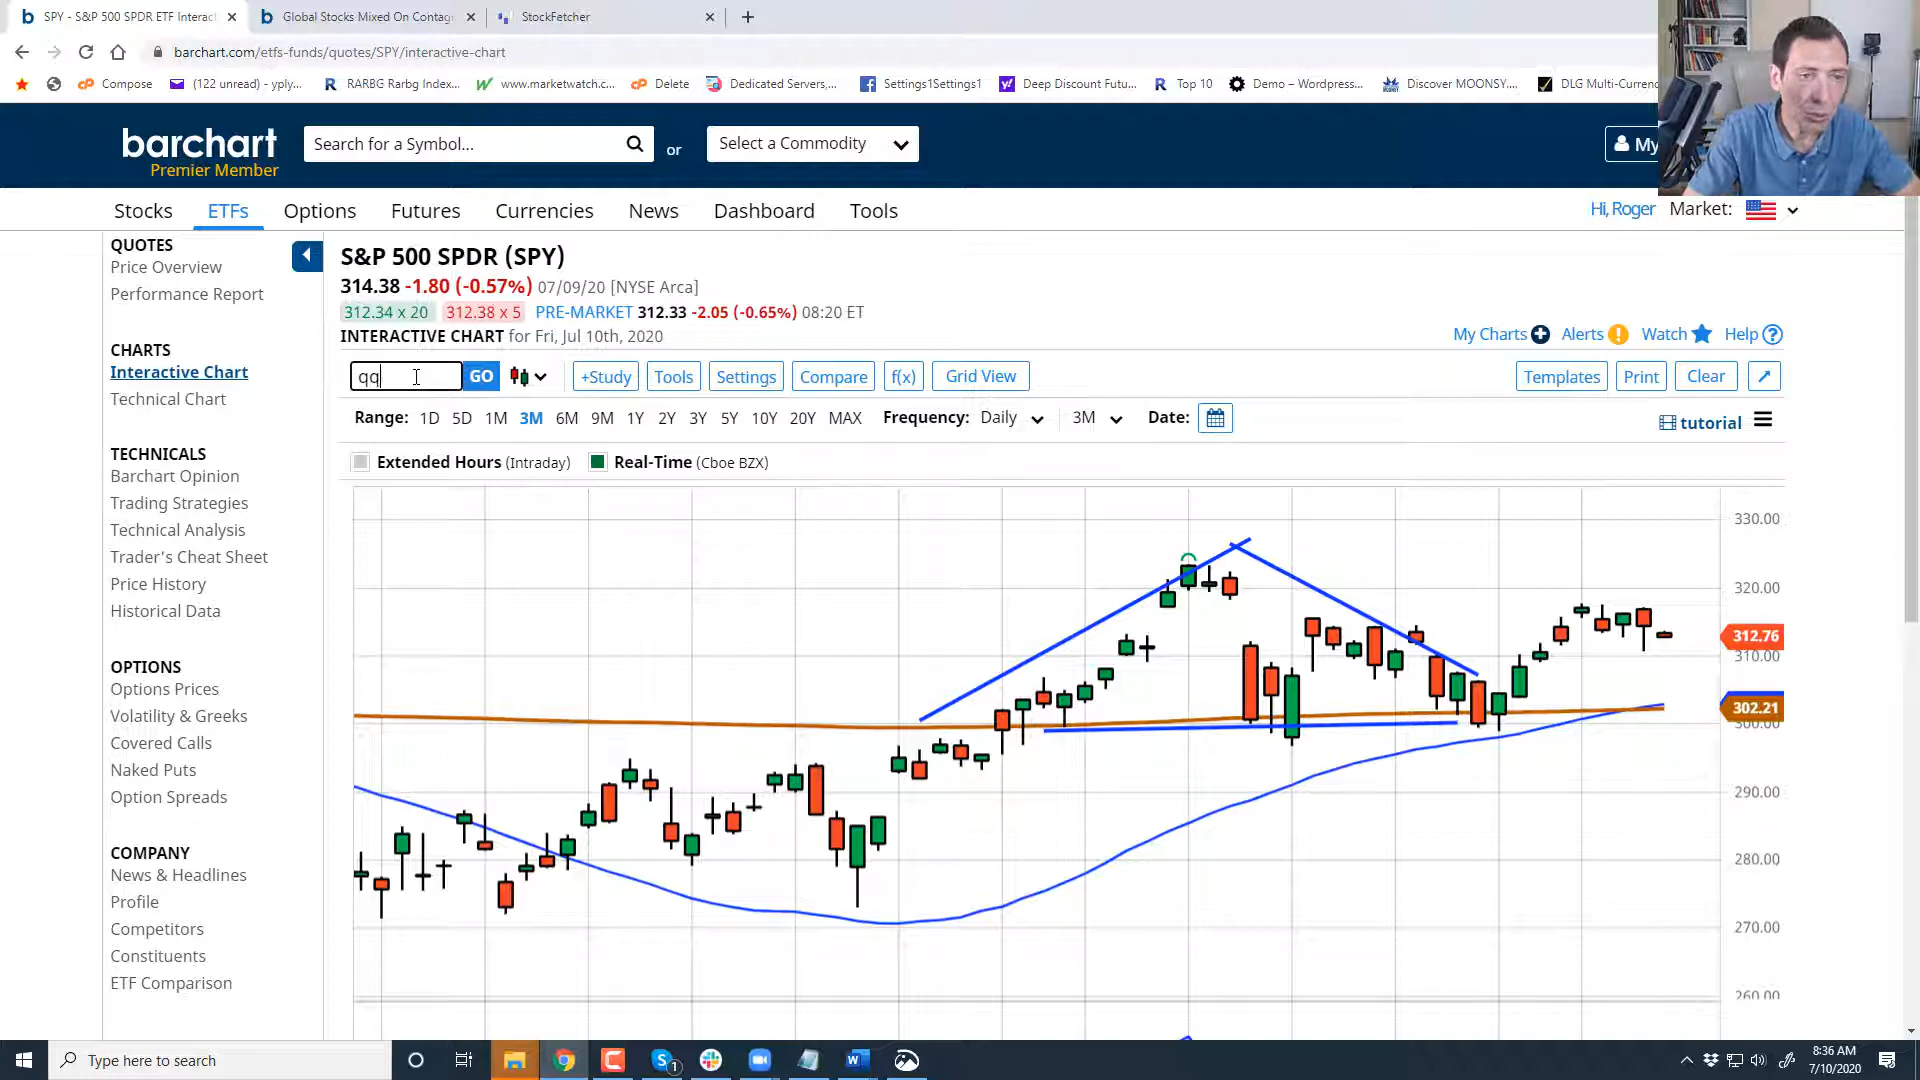 SPY - S&P 500 SPDR ETF Interac
Global Stocks Mixed On Contag
StockFetcher
barchart.com/etfs-funds/quotes/SPY/interactive-chart
Compose
(122 unread) - yply...
RARBG Rarbg Index...
www.marketwatch.c...
Delete
Dedicated Servers,...
Settings1Settings1
Deep Discount Futu...
Top 10
Demo – Wordpress...
Discover MOONSY....
DLG Multi-Curren
barchart
Premier Member
Search for a Symbol...
or
Select a Commodity
My
Stocks
ETFs
Options
Futures
Currencies
News
Dashboard
Tools
Hi, Roger
Market:
QUOTES
Price Overview
Performance Report
CHARTS
Interactive Chart
Technical Chart
TECHNICALS
Barchart Opinion
Trading Strategies
Technical Analysis
Trader's Cheat Sheet
Price History
Historical Data
OPTIONS
Options Prices
Volatility & Greeks
Covered Calls
Naked Puts
Option Spreads
COMPANY
News & Headlines
Profile
Competitors
Constituents
ETF Comparison
S&P 500 SPDR (SPY)
314.38 -1.80 (-0.57%) 07/09/20 [NYSE Arca]
312.34 x 20 312.38 x 5 PRE-MARKET 312.33 -2.05 (-0.65%) 08:20 ET
INTERACTIVE CHART for Fri, Jul 10th, 2020
My Charts
Alerts
Watch
Help
qq
GO
+Study
Tools
Settings
Compare
f(x)
Grid View
Templates
Print
Clear
Range: 1D 5D 1M 3M 6M 9M 1Y 2Y 3Y 5Y 10Y 20Y MAX
Frequency: Daily
3M
Date:
tutorial
Extended Hours (Intraday)
Real-Time (Cboe BZX)
330.00
320.00
312.76
310.00
302.21
300.00
290.00
280.00
270.00
260.00
Type here to search
8:36 AM
7/10/2020